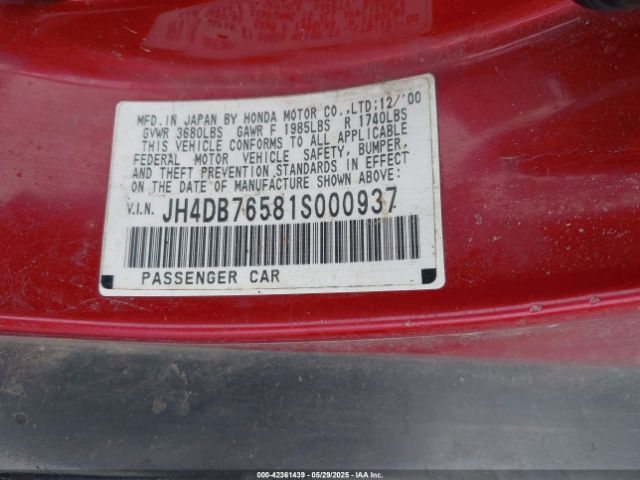 MFD. IN JAPAN BY HONDA MOTOR CO.,LTD:12/'00
GVWR 3680LBS GAWR F 1985LBS R 1740LBS
THIS VEHICLE CONFORMS TO ALL APPLICABLE
FEDERAL MOTOR VEHICLE SAFETY, BUMPER,
AND THEFT PREVENTION STANDARDS IN EFFECT
ON THE DATE OF MANUFACTURE SHOWN ABOVE:
V.I.N. JH4DB76581S000937
PASSENGER CAR
000-42361439 - 05/29/2025 - IAAI.COM